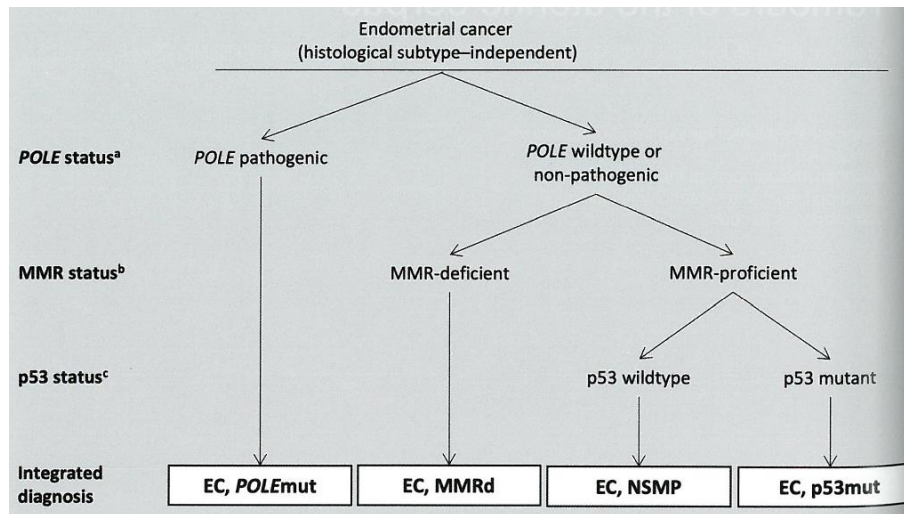 Endometrial cancer
(histological subtype–independent)
POLE statusᵃ
POLE pathogenic
POLE wildtype or
non-pathogenic
MMR statusᵇ
MMR-deficient
MMR-proficient
p53 statusᶜ
p53 wildtype
p53 mutant
Integrated
diagnosis
EC, POLEmut
EC, MMRd
EC, NSMP
EC, p53mut